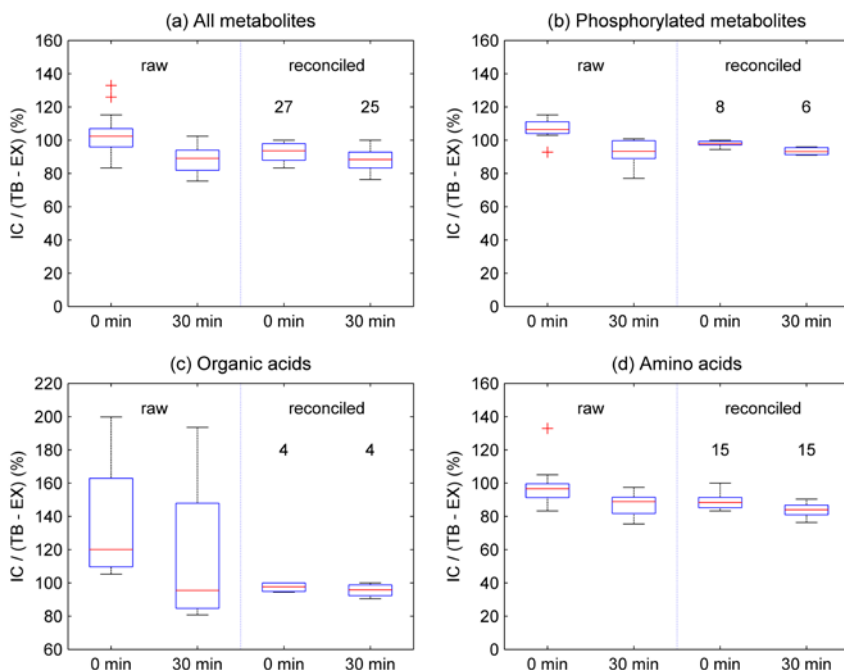 (a) All metabolites
160
140
120
100
80
60
40
20
0
IC / (TB - EX) (%)
raw
reconciled
27
25
0 min
30 min
0 min
30 min
(b) Phosphorylated metabolites
160
140
120
100
80
60
40
20
0
IC / (TB - EX) (%)
raw
reconciled
8
6
0 min
30 min
0 min
30 min
(c) Organic acids
220
200
180
160
140
120
100
80
60
IC / (TB - EX) (%)
raw
reconciled
4
4
0 min
30 min
0 min
30 min
(d) Amino acids
160
140
120
100
80
60
40
20
0
IC / (TB - EX) (%)
raw
reconciled
15
15
0 min
30 min
0 min
30 min